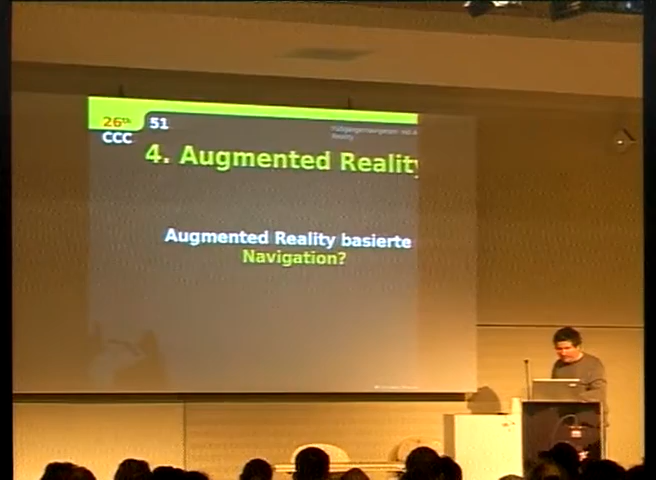 26th 51
CCC
4. Augmented Reality
Augmented Reality basierte
Navigation?